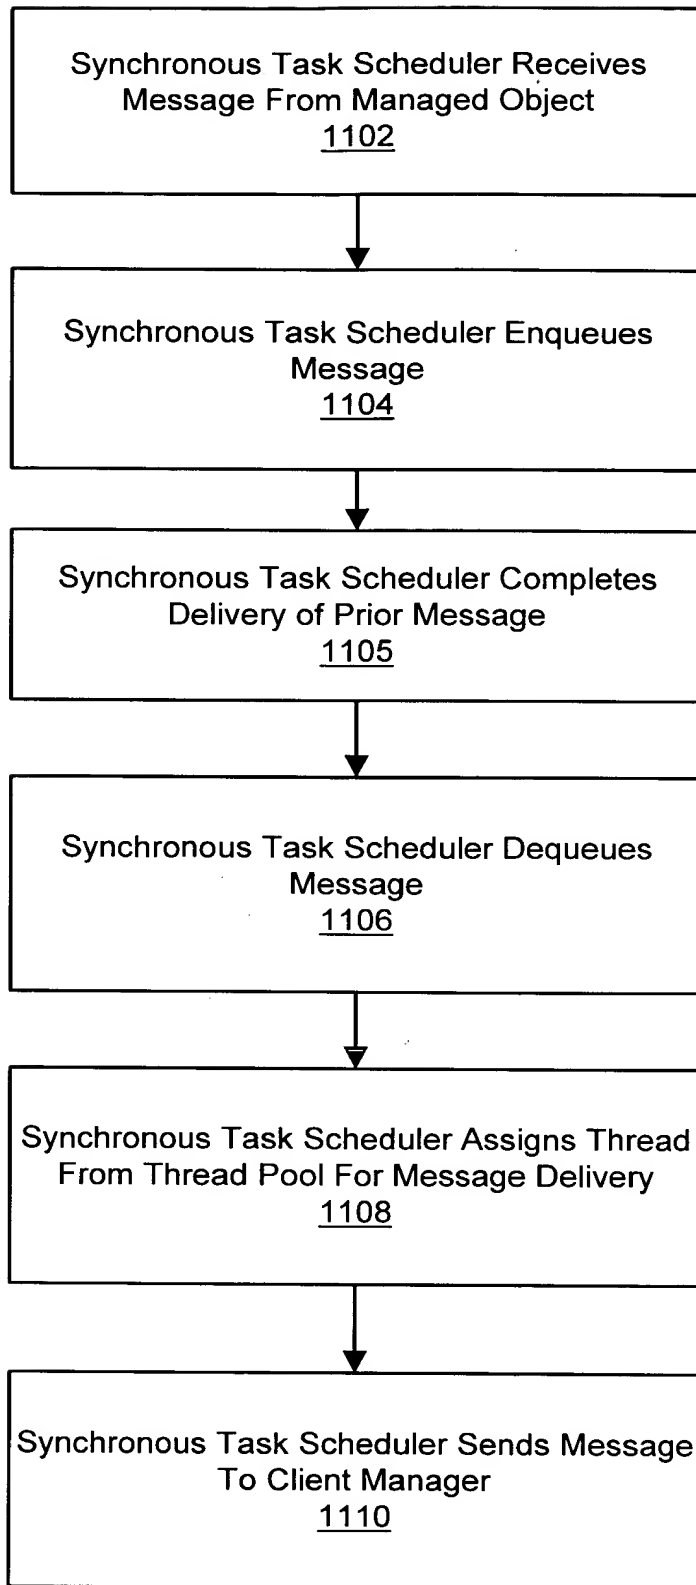 Synchronous Task Scheduler Receives
Message From Managed Object
1102
Synchronous Task Scheduler Enqueues
Message
1104
Synchronous Task Scheduler Completes
Delivery of Prior Message
1105
Synchronous Task Scheduler Dequeues
Message
1106
Synchronous Task Scheduler Assigns Thread
From Thread Pool For Message Delivery
1108
Synchronous Task Scheduler Sends Message
To Client Manager
1110